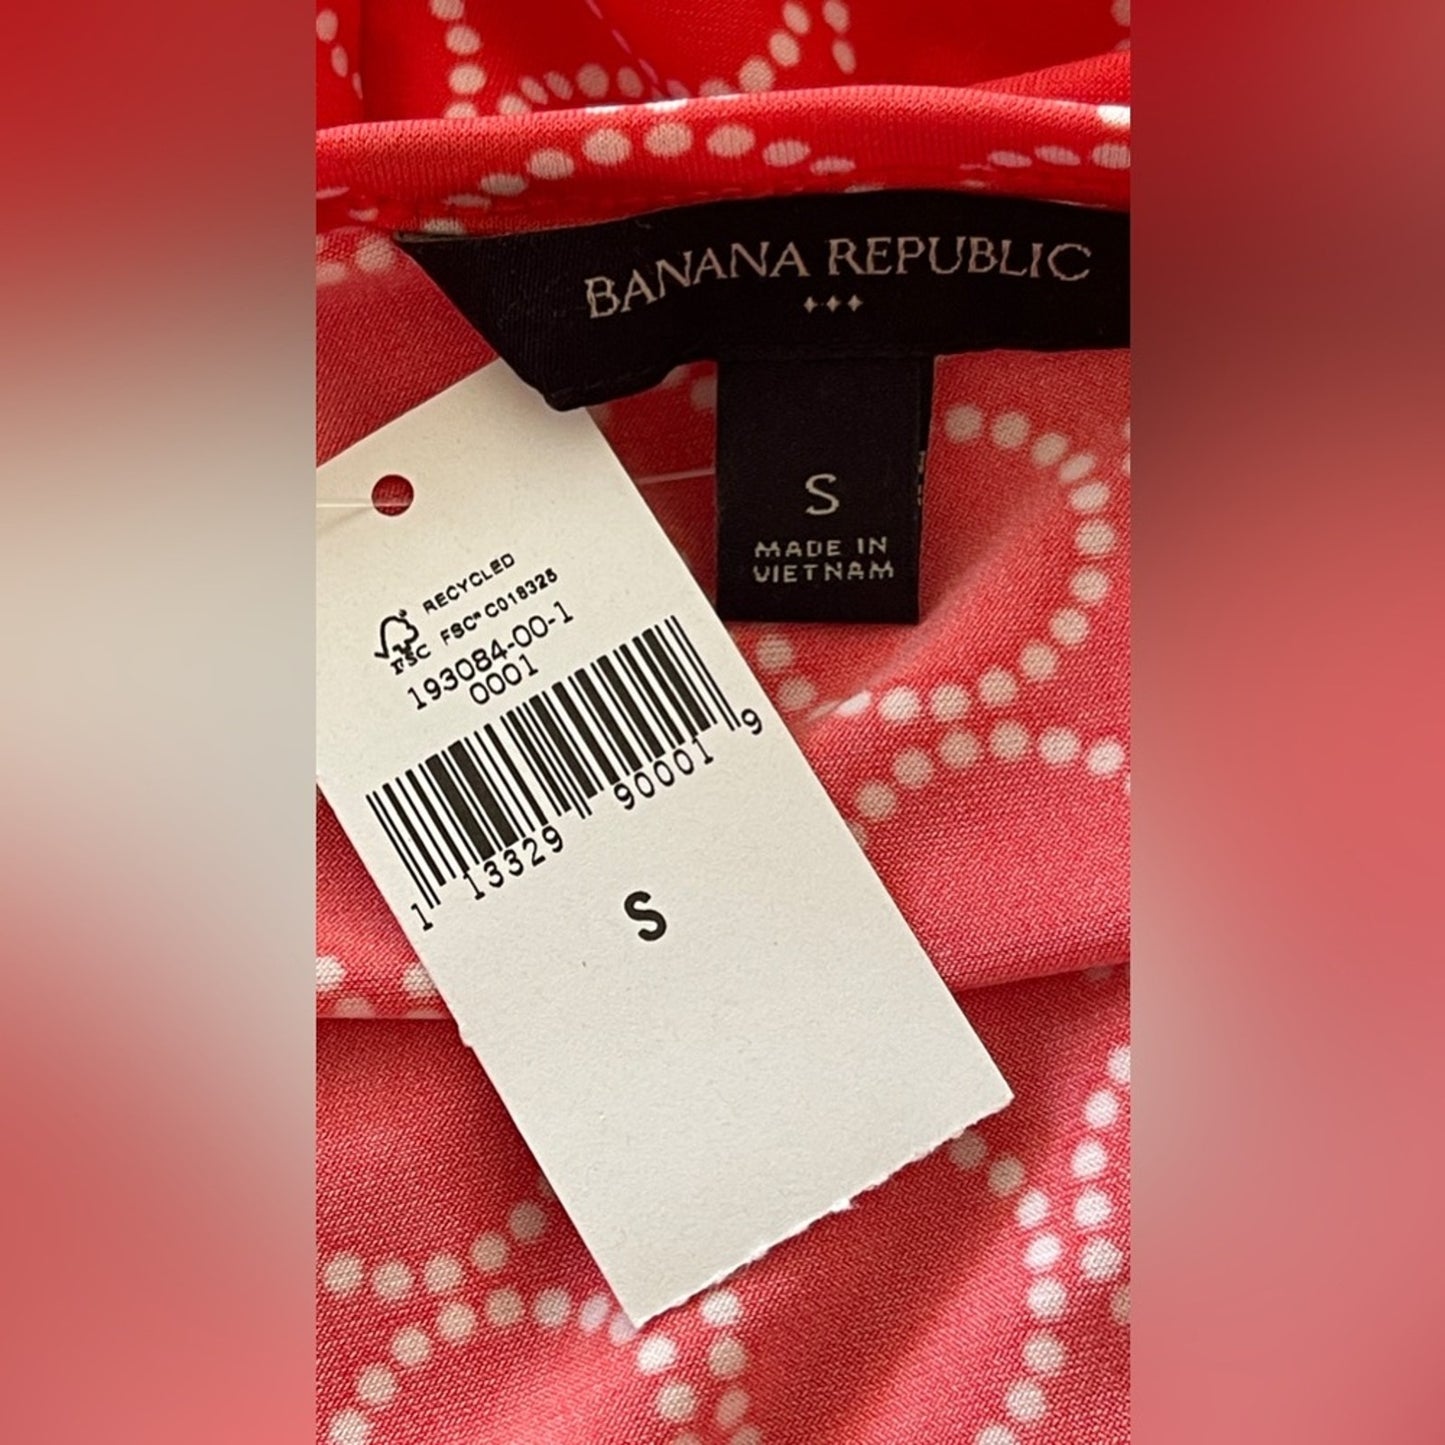 BANANA REPUBLIC
S
MADE IN
VIETNAM
RECYCLED
FSC® C018325
FSC
193084-00-1
0001
1 13329 90001 9
S